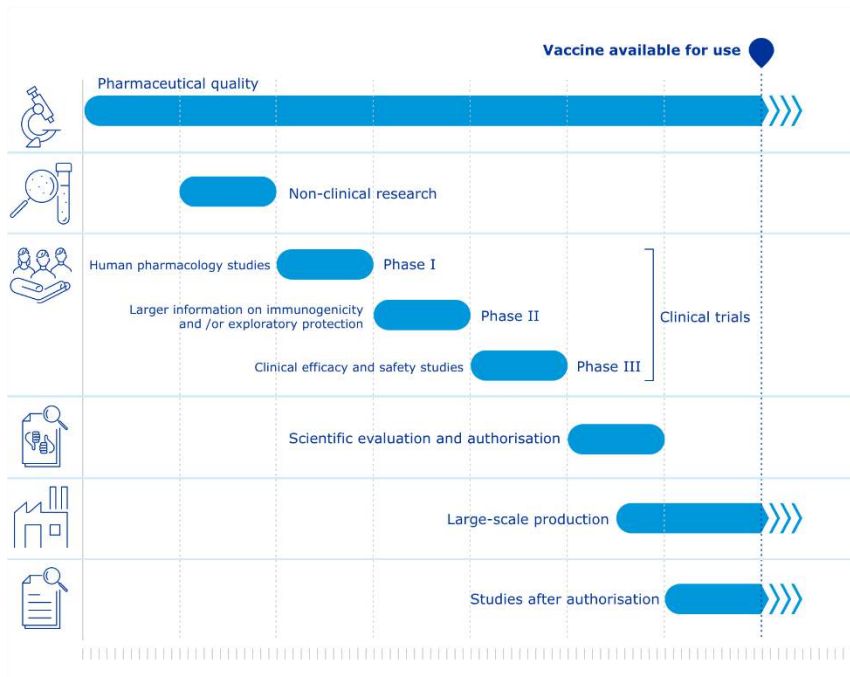 Vaccine available for use
Pharmaceutical quality
Non-clinical research
Human pharmacology studies
Phase I
Larger information on immunogenicity
and /or exploratory protection
Phase II
Clinical trials
Clinical efficacy and safety studies
Phase III
Scientific evaluation and authorisation
Large-scale production
Studies after authorisation